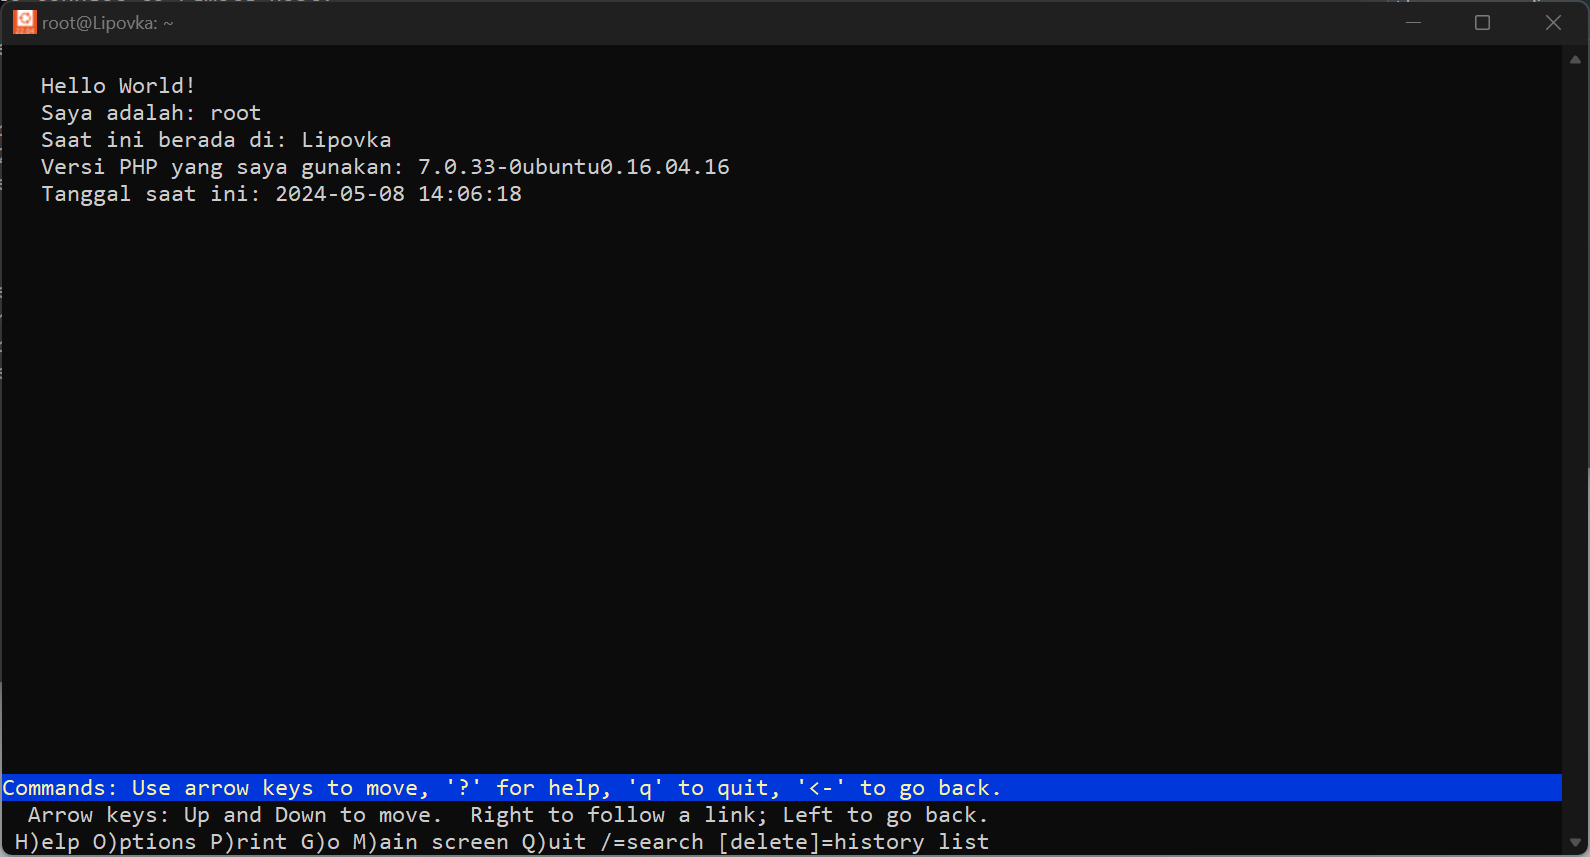 root@Lipovka: ~
Hello World!
Saya adalah: root
Saat ini berada di: Lipovka
Versi PHP yang saya gunakan: 7.0.33-0ubuntu0.16.04.16
Tanggal saat ini: 2024-05-08 14:06:18
Commands: Use arrow keys to move, '?' for help, 'q' to quit, '<-' to go back.
Arrow keys: Up and Down to move.  Right to follow a link; Left to go back.
H)elp O)ptions P)rint G)o M)ain screen Q)uit /=search [delete]=history list